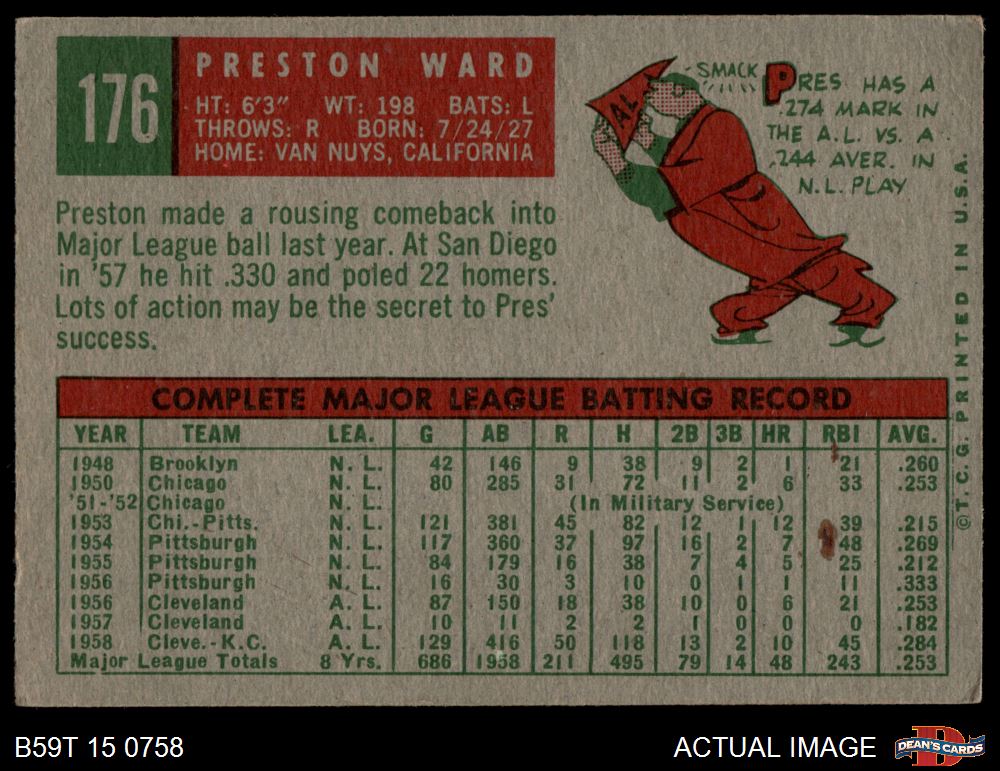 176
PRESTON WARD
HT: 6'3" WT: 198 BATS: L
THROWS: R BORN: 7/24/27
HOME: VAN NUYS, CALIFORNIA
AL
SMACK
PRES HAS A
.274 MARK IN
THE A.L. VS. A
.244 AVER. IN
N.L. PLAY
Preston made a rousing comeback into
Major League ball last year. At San Diego
in '57 he hit .330 and poled 22 homers.
Lots of action may be the secret to Pres'
success.
COMPLETE MAJOR LEAGUE BATTING RECORD
YEAR TEAM LEA. G AB R H 2B 3B HR RBI AVG.
1948 Brooklyn N. L. 42 146 9 38 9 2 1 21 .260
1950 Chicago N. L. 80 285 31 72 11 2 6 33 .253
'51-'52 Chicago N. L. (In Military Service)
1953 Chi.-Pitts. N. L. 121 381 45 82 12 1 12 39 .215
1954 Pittsburgh N. L. 117 360 37 97 16 2 7 48 .269
1955 Pittsburgh N. L. 84 179 16 38 7 4 5 25 .212
1956 Pittsburgh N. L. 16 30 3 10 0 1 1 11 .333
1956 Cleveland A. L. 87 150 18 38 10 0 6 21 .253
1957 Cleveland A. L. 10 11 2 2 1 0 0 0 .182
1958 Cleve.-K.C. A. L. 129 416 50 118 13 2 10 45 .284
Major League Totals 8 Yrs. 686 1958 211 495 79 14 48 243 .253
©T.C.G. PRINTED IN U.S.A.
B59T 15 0758
ACTUAL IMAGE
DEAN'S CARDS